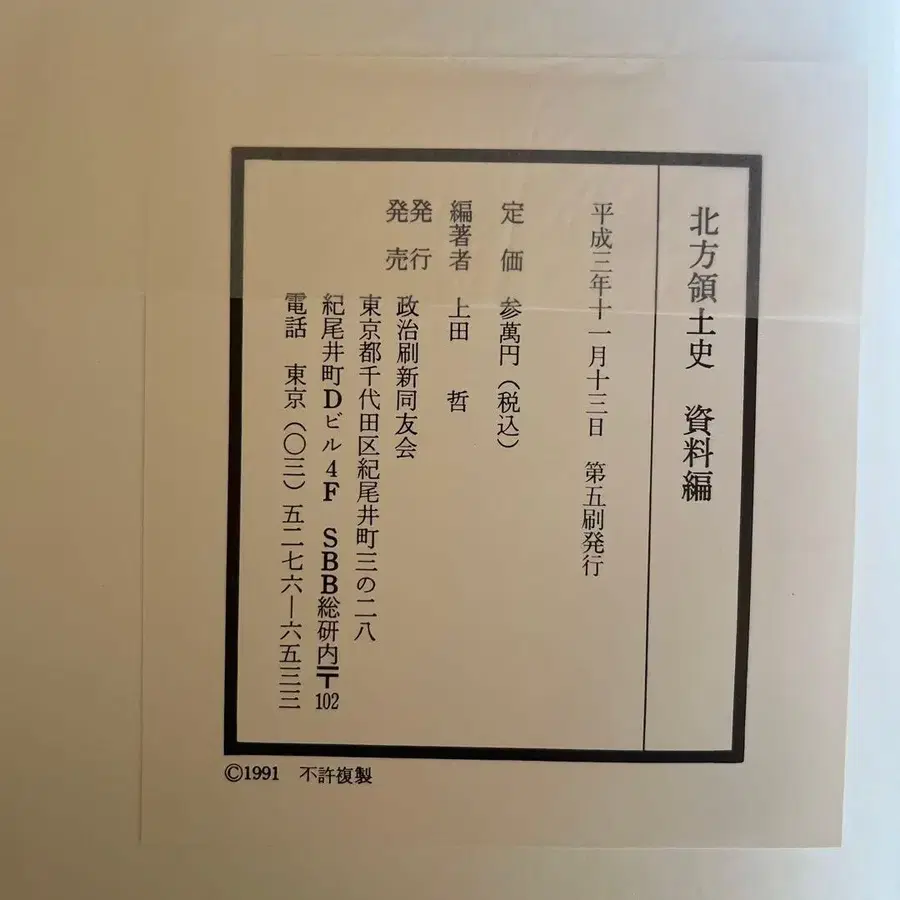 北方領土史　資料編
平成三年十一月十三日　第五刷発行
定　価　参萬円（税込）
編著者　上田　哲
発行
発売　政治刷新同友会
東京都千代田区紀尾井町三の二八
紀尾井町Dビル4F　SBB総研内〒102
電話　東京（〇三）五二七六―六五三三
©1991　不許複製